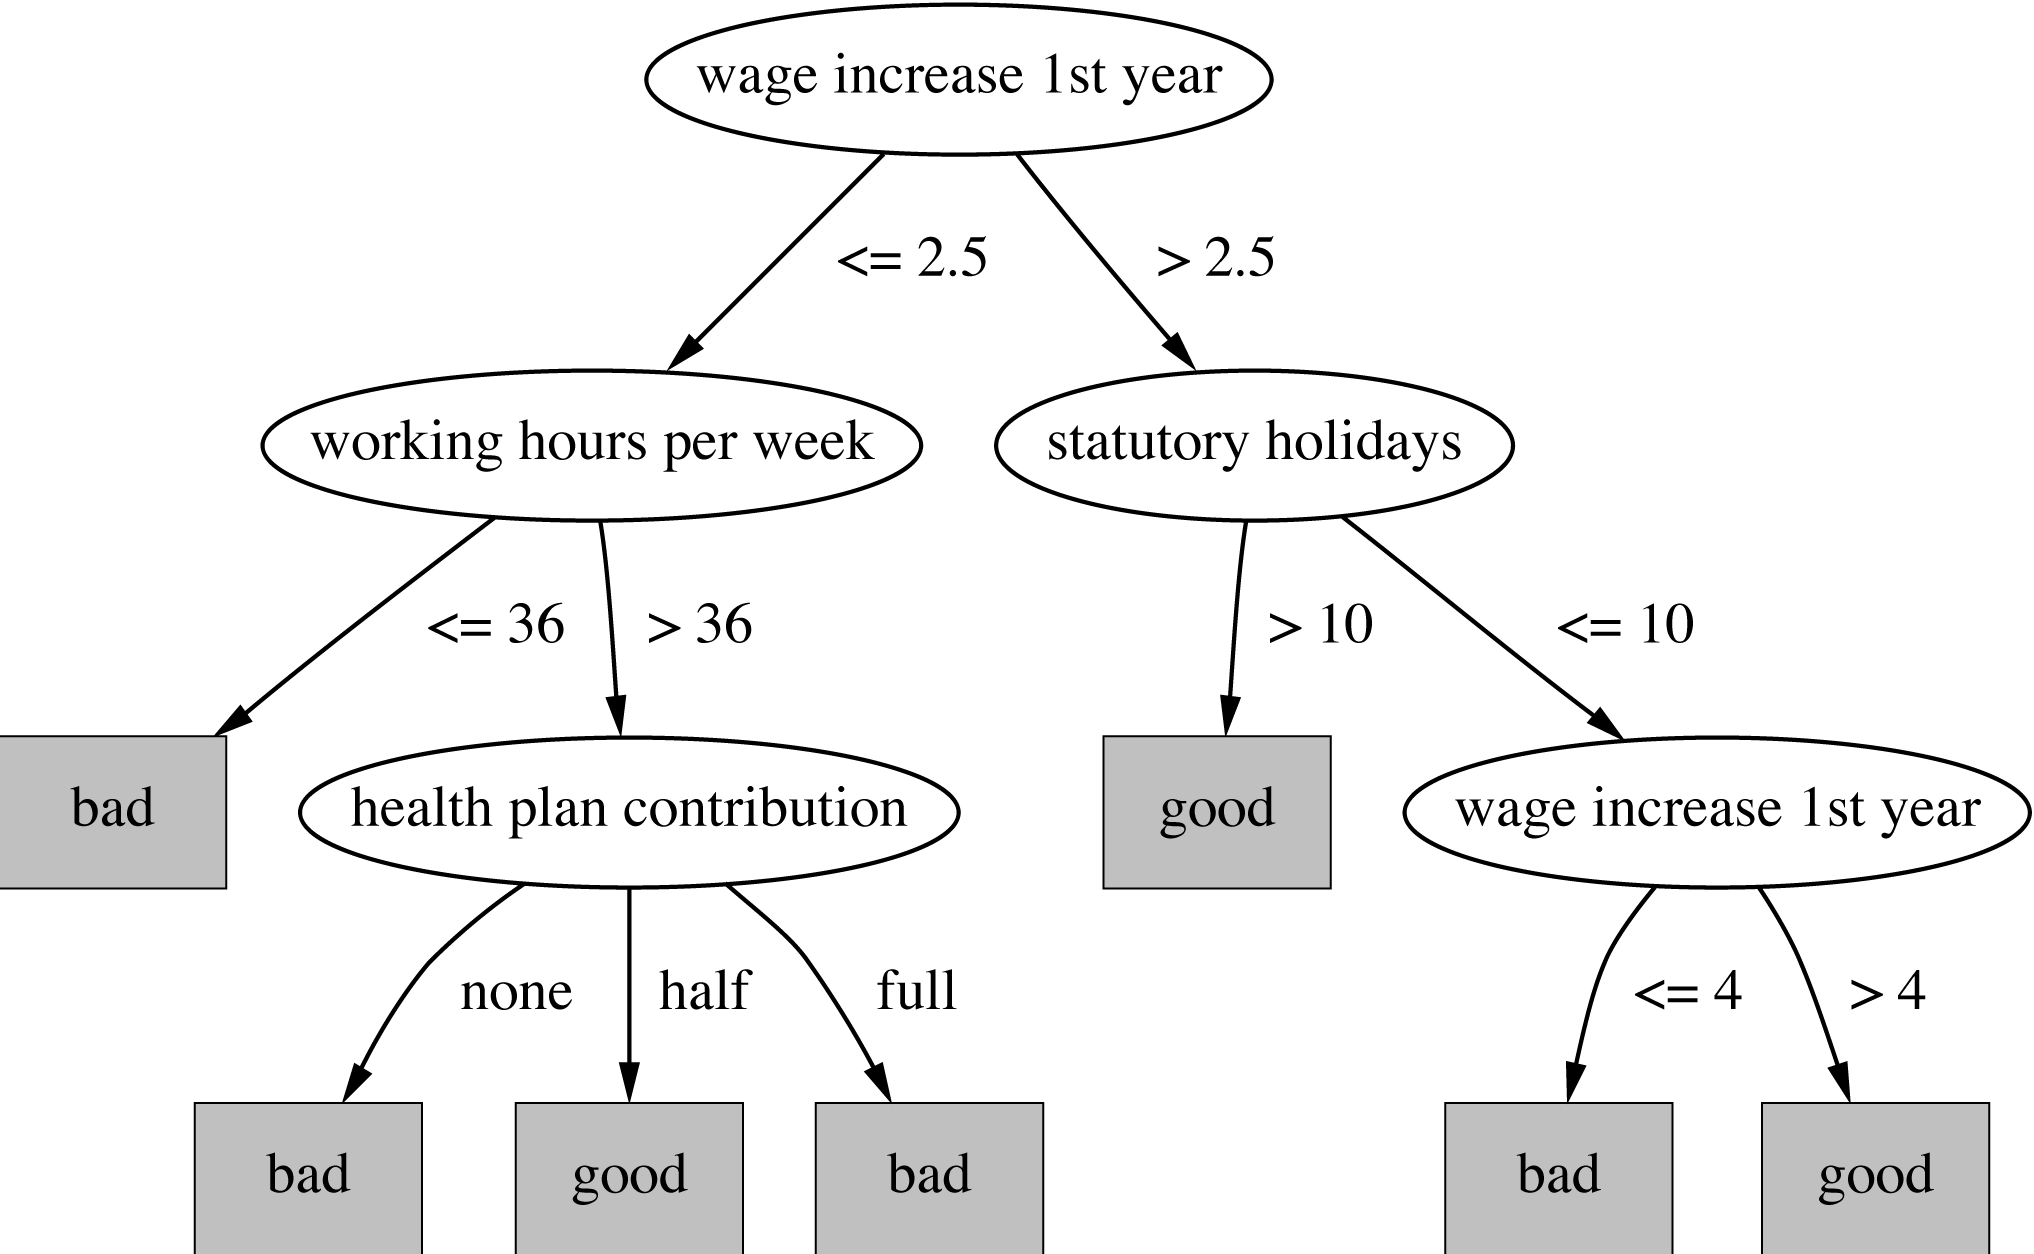 wage increase 1st year
<= 2.5
> 2.5
working hours per week
statutory holidays
<= 36
> 36
> 10
<= 10
bad
health plan contribution
good
wage increase 1st year
none
half
full
<= 4
> 4
bad
good
bad
bad
good